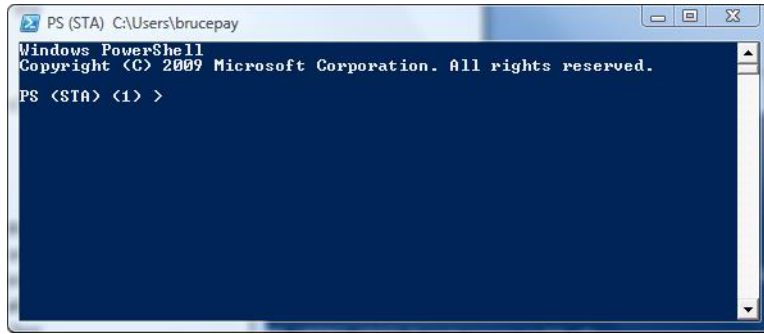 PS (STA) C:\Users\brucepay
Windows PowerShell
Copyright (C) 2009 Microsoft Corporation. All rights reserved.
PS (STA) (1) >